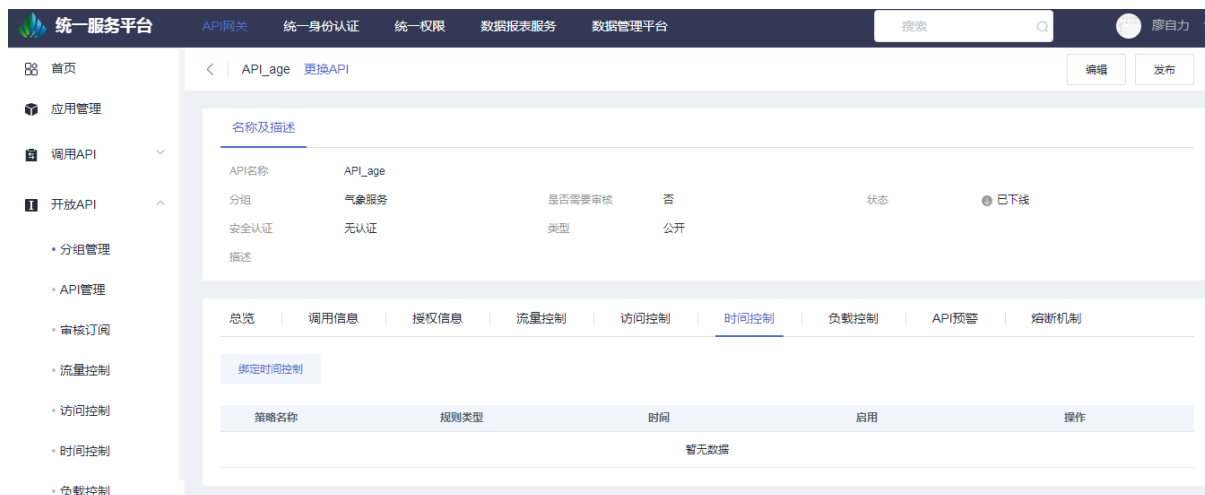 统一服务平台 API网关 统一身份认证 统一权限 数据报表服务 数据管理平台 搜索 廖自力
首页
API_age 更换API 编辑 发布
应用管理
名称及描述
调用API
API名称 API_age
开放API
分组 气象服务 是否需要审核 否 状态 已下线
安全认证 无认证 类型 公开
分组管理
描述
API管理
总览 调用信息 授权信息 流量控制 访问控制 时间控制 负载控制 API预警 熔断机制
审核订阅
流量控制
绑定时间控制
访问控制
策略名称 规则类型 时间 启用 操作
时间控制
暂无数据
负载控制